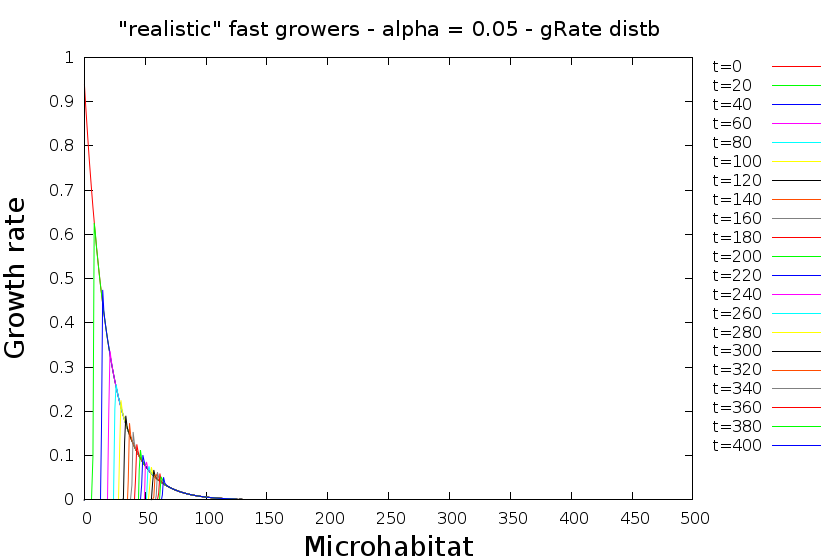 "realistic" fast growers - alpha = 0.05 - gRate distb
Growth rate
1
0.9
0.8
0.7
0.6
0.5
0.4
0.3
0.2
0.1
0
0 50 100 150 200 250 300 350 400 450 500
Microhabitat
t=0
t=20
t=40
t=60
t=80
t=100
t=120
t=140
t=160
t=180
t=200
t=220
t=240
t=260
t=280
t=300
t=320
t=340
t=360
t=380
t=400